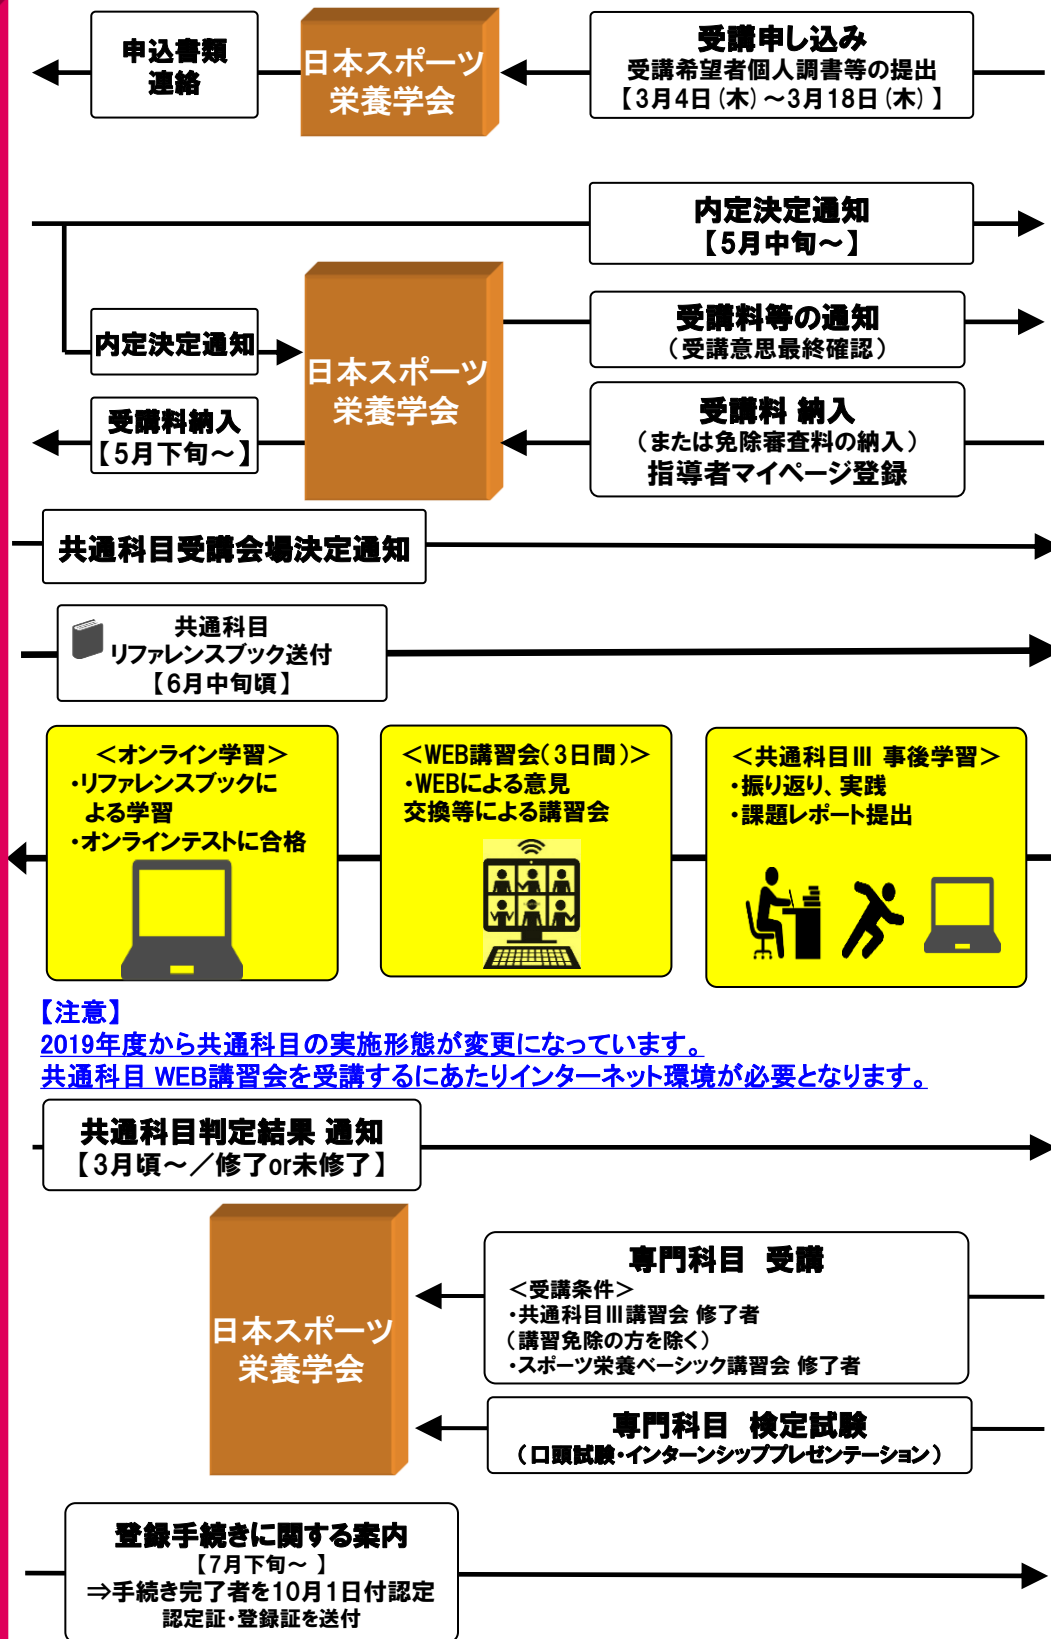 申込書類
連絡
日本スポーツ
栄養学会
受講申し込み
受講希望者個人調書等の提出
【3月4日(木)～3月18日(木)】
内定決定通知
【5月中旬～】
内定決定通知
日本スポーツ
栄養学会
受講料等の通知
（受講意思最終確認）
受講料納入
【5月下旬～】
受講料 納入
（または免除審査料の納入）
指導者マイページ登録
共通科目受講会場決定通知
共通科目
リファレンスブック送付
【6月中旬頃】
＜オンライン学習＞
・リファレンスブックに
よる学習
・オンラインテストに合格
＜WEB講習会（3日間）＞
・WEBによる意見
交換等による講習会
＜共通科目Ⅲ 事後学習＞
・振り返り、実践
・課題レポート提出
【注意】
2019年度から共通科目の実施形態が変更になっています。
共通科目 WEB講習会を受講するにあたりインターネット環境が必要となります。
共通科目判定結果 通知
【3月頃～／修了or未修了】
日本スポーツ
栄養学会
専門科目 受講
＜受講条件＞
・共通科目Ⅲ講習会 修了者
（講習免除の方を除く）
・スポーツ栄養ベーシック講習会 修了者
専門科目 検定試験
（口頭試験・インターンシッププレゼンテーション）
登録手続きに関する案内
【7月下旬～ 】
⇒手続き完了者を10月1日付認定
認定証・登録証を送付